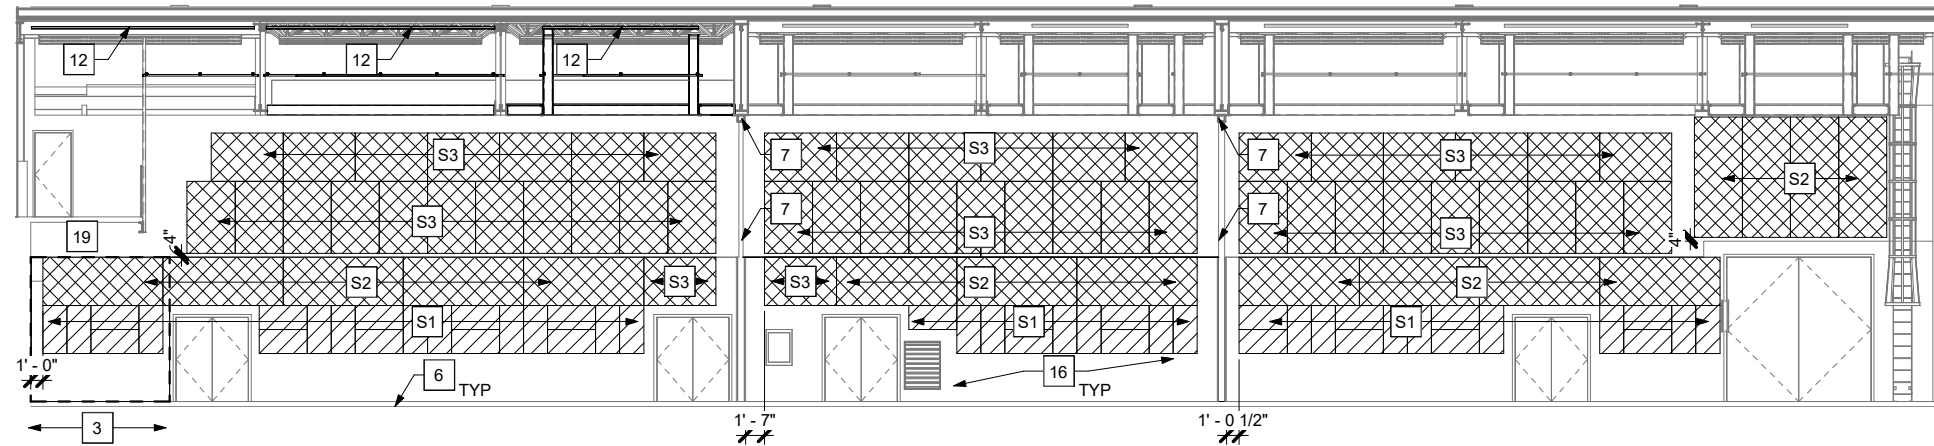 12
12
12
S3
7
S3
7
S3
S2
S3
7
S3
7
S3
19
4"
4"
S2
S3
S3
S2
S2
S1
S1
S1
1' - 0"
6
TYP
16
TYP
3
1' - 7"
1' - 0 1/2"